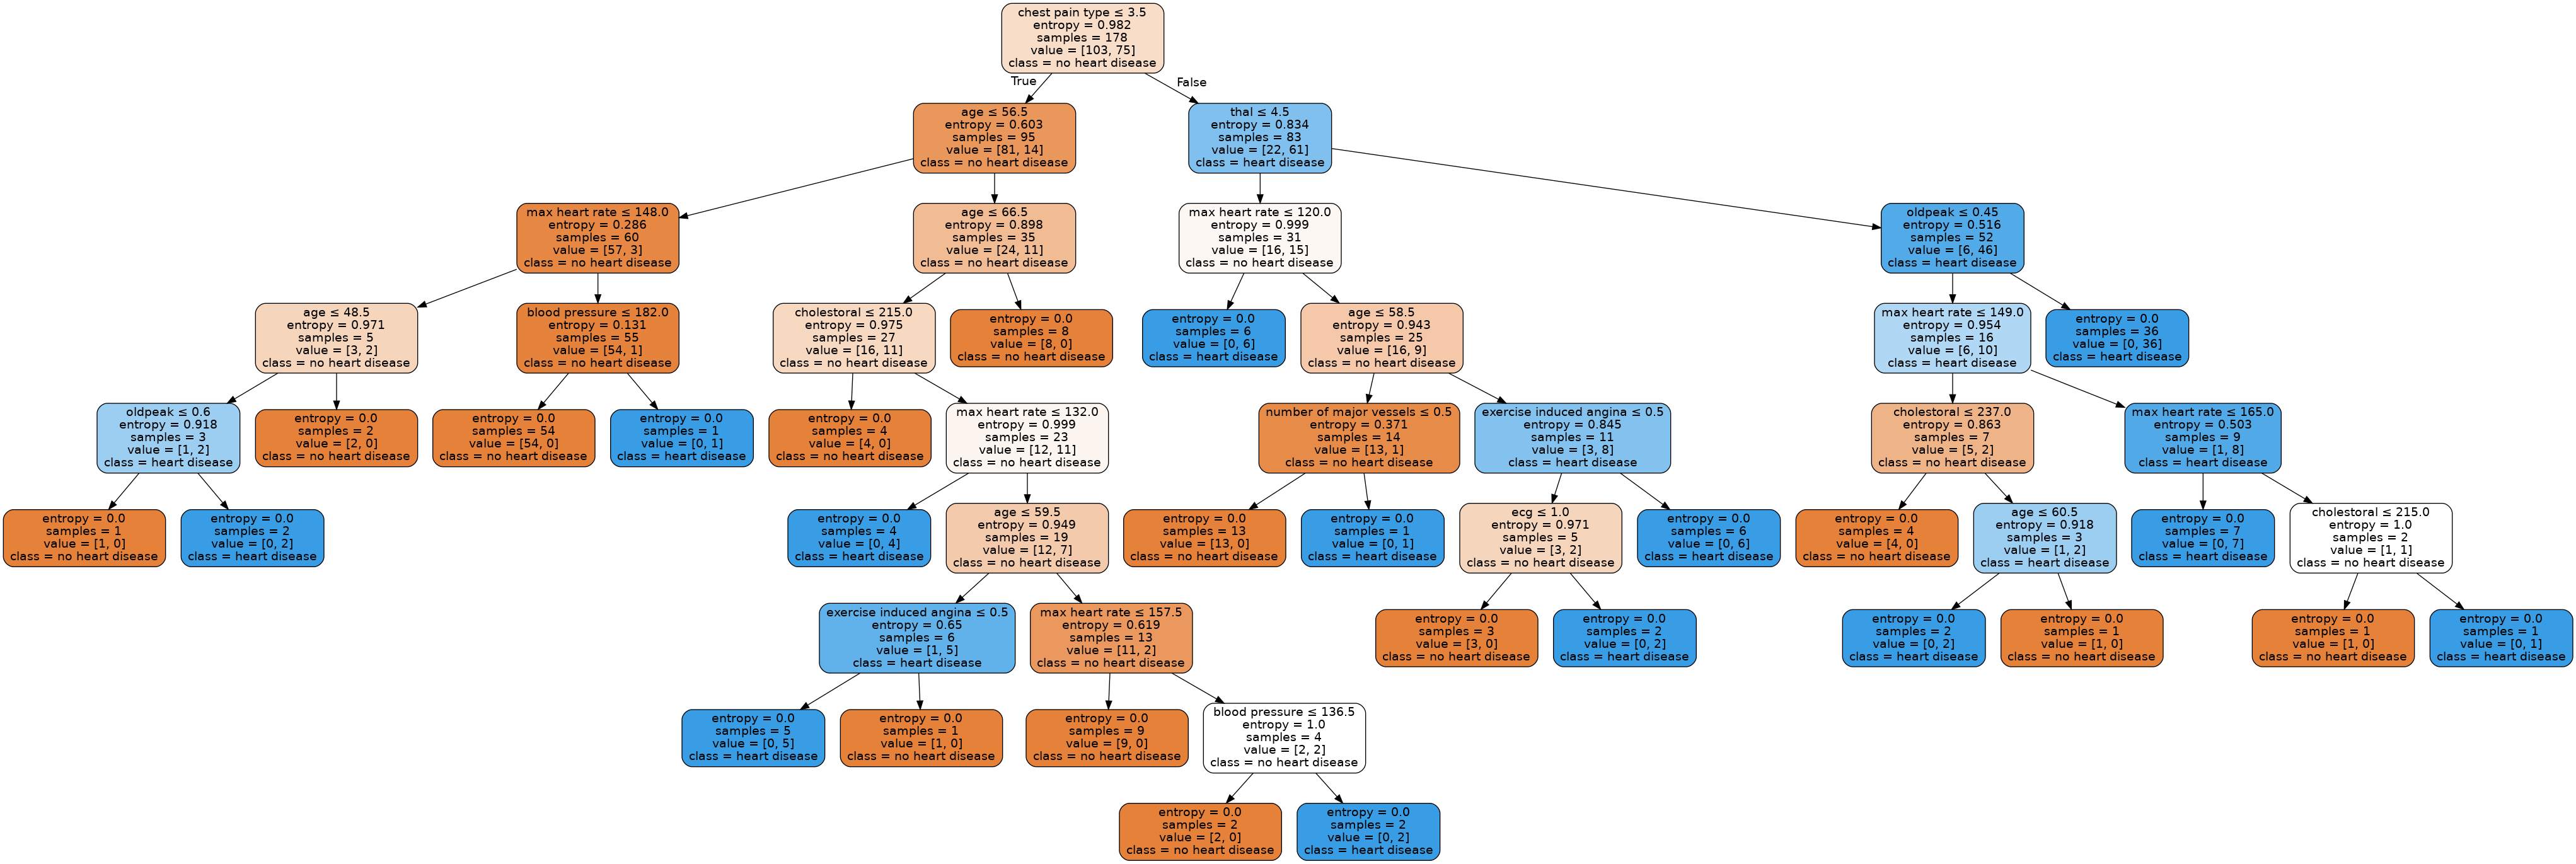 chest pain type ≤ 3.5
entropy = 0.982
samples = 178
value = [103, 75]
class = no heart disease
True
False
age ≤ 56.5
entropy = 0.603
samples = 95
value = [81, 14]
class = no heart disease
thal ≤ 4.5
entropy = 0.834
samples = 83
value = [22, 61]
class = heart disease
max heart rate ≤ 148.0
entropy = 0.286
samples = 60
value = [57, 3]
class = no heart disease
age ≤ 66.5
entropy = 0.898
samples = 35
value = [24, 11]
class = no heart disease
max heart rate ≤ 120.0
entropy = 0.999
samples = 31
value = [16, 15]
class = no heart disease
oldpeak ≤ 0.45
entropy = 0.516
samples = 52
value = [6, 46]
class = heart disease
age ≤ 48.5
entropy = 0.971
samples = 5
value = [3, 2]
class = no heart disease
blood pressure ≤ 182.0
entropy = 0.131
samples = 55
value = [54, 1]
class = no heart disease
cholestoral ≤ 215.0
entropy = 0.975
samples = 27
value = [16, 11]
class = no heart disease
entropy = 0.0
samples = 8
value = [8, 0]
class = no heart disease
entropy = 0.0
samples = 6
value = [0, 6]
class = heart disease
age ≤ 58.5
entropy = 0.943
samples = 25
value = [16, 9]
class = no heart disease
max heart rate ≤ 149.0
entropy = 0.954
samples = 16
value = [6, 10]
class = heart disease
entropy = 0.0
samples = 36
value = [0, 36]
class = heart disease
oldpeak ≤ 0.6
entropy = 0.918
samples = 3
value = [1, 2]
class = heart disease
entropy = 0.0
samples = 2
value = [2, 0]
class = no heart disease
entropy = 0.0
samples = 54
value = [54, 0]
class = no heart disease
entropy = 0.0
samples = 1
value = [0, 1]
class = heart disease
entropy = 0.0
samples = 4
value = [4, 0]
class = no heart disease
max heart rate ≤ 132.0
entropy = 0.999
samples = 23
value = [12, 11]
class = no heart disease
number of major vessels ≤ 0.5
entropy = 0.371
samples = 14
value = [13, 1]
class = no heart disease
exercise induced angina ≤ 0.5
entropy = 0.845
samples = 11
value = [3, 8]
class = heart disease
cholestoral ≤ 237.0
entropy = 0.863
samples = 7
value = [5, 2]
class = no heart disease
max heart rate ≤ 165.0
entropy = 0.503
samples = 9
value = [1, 8]
class = heart disease
entropy = 0.0
samples = 1
value = [1, 0]
class = no heart disease
entropy = 0.0
samples = 2
value = [0, 2]
class = heart disease
entropy = 0.0
samples = 4
value = [0, 4]
class = heart disease
age ≤ 59.5
entropy = 0.949
samples = 19
value = [12, 7]
class = no heart disease
entropy = 0.0
samples = 13
value = [13, 0]
class = no heart disease
entropy = 0.0
samples = 1
value = [0, 1]
class = heart disease
ecg ≤ 1.0
entropy = 0.971
samples = 5
value = [3, 2]
class = no heart disease
entropy = 0.0
samples = 6
value = [0, 6]
class = heart disease
entropy = 0.0
samples = 4
value = [4, 0]
class = no heart disease
age ≤ 60.5
entropy = 0.918
samples = 3
value = [1, 2]
class = heart disease
entropy = 0.0
samples = 7
value = [0, 7]
class = heart disease
cholestoral ≤ 215.0
entropy = 1.0
samples = 2
value = [1, 1]
class = no heart disease
exercise induced angina ≤ 0.5
entropy = 0.65
samples = 6
value = [1, 5]
class = heart disease
max heart rate ≤ 157.5
entropy = 0.619
samples = 13
value = [11, 2]
class = no heart disease
entropy = 0.0
samples = 3
value = [3, 0]
class = no heart disease
entropy = 0.0
samples = 2
value = [0, 2]
class = heart disease
entropy = 0.0
samples = 2
value = [0, 2]
class = heart disease
entropy = 0.0
samples = 1
value = [1, 0]
class = no heart disease
entropy = 0.0
samples = 1
value = [1, 0]
class = no heart disease
entropy = 0.0
samples = 1
value = [0, 1]
class = heart disease
entropy = 0.0
samples = 5
value = [0, 5]
class = heart disease
entropy = 0.0
samples = 1
value = [1, 0]
class = no heart disease
entropy = 0.0
samples = 9
value = [9, 0]
class = no heart disease
blood pressure ≤ 136.5
entropy = 1.0
samples = 4
value = [2, 2]
class = no heart disease
entropy = 0.0
samples = 2
value = [2, 0]
class = no heart disease
entropy = 0.0
samples = 2
value = [0, 2]
class = heart disease